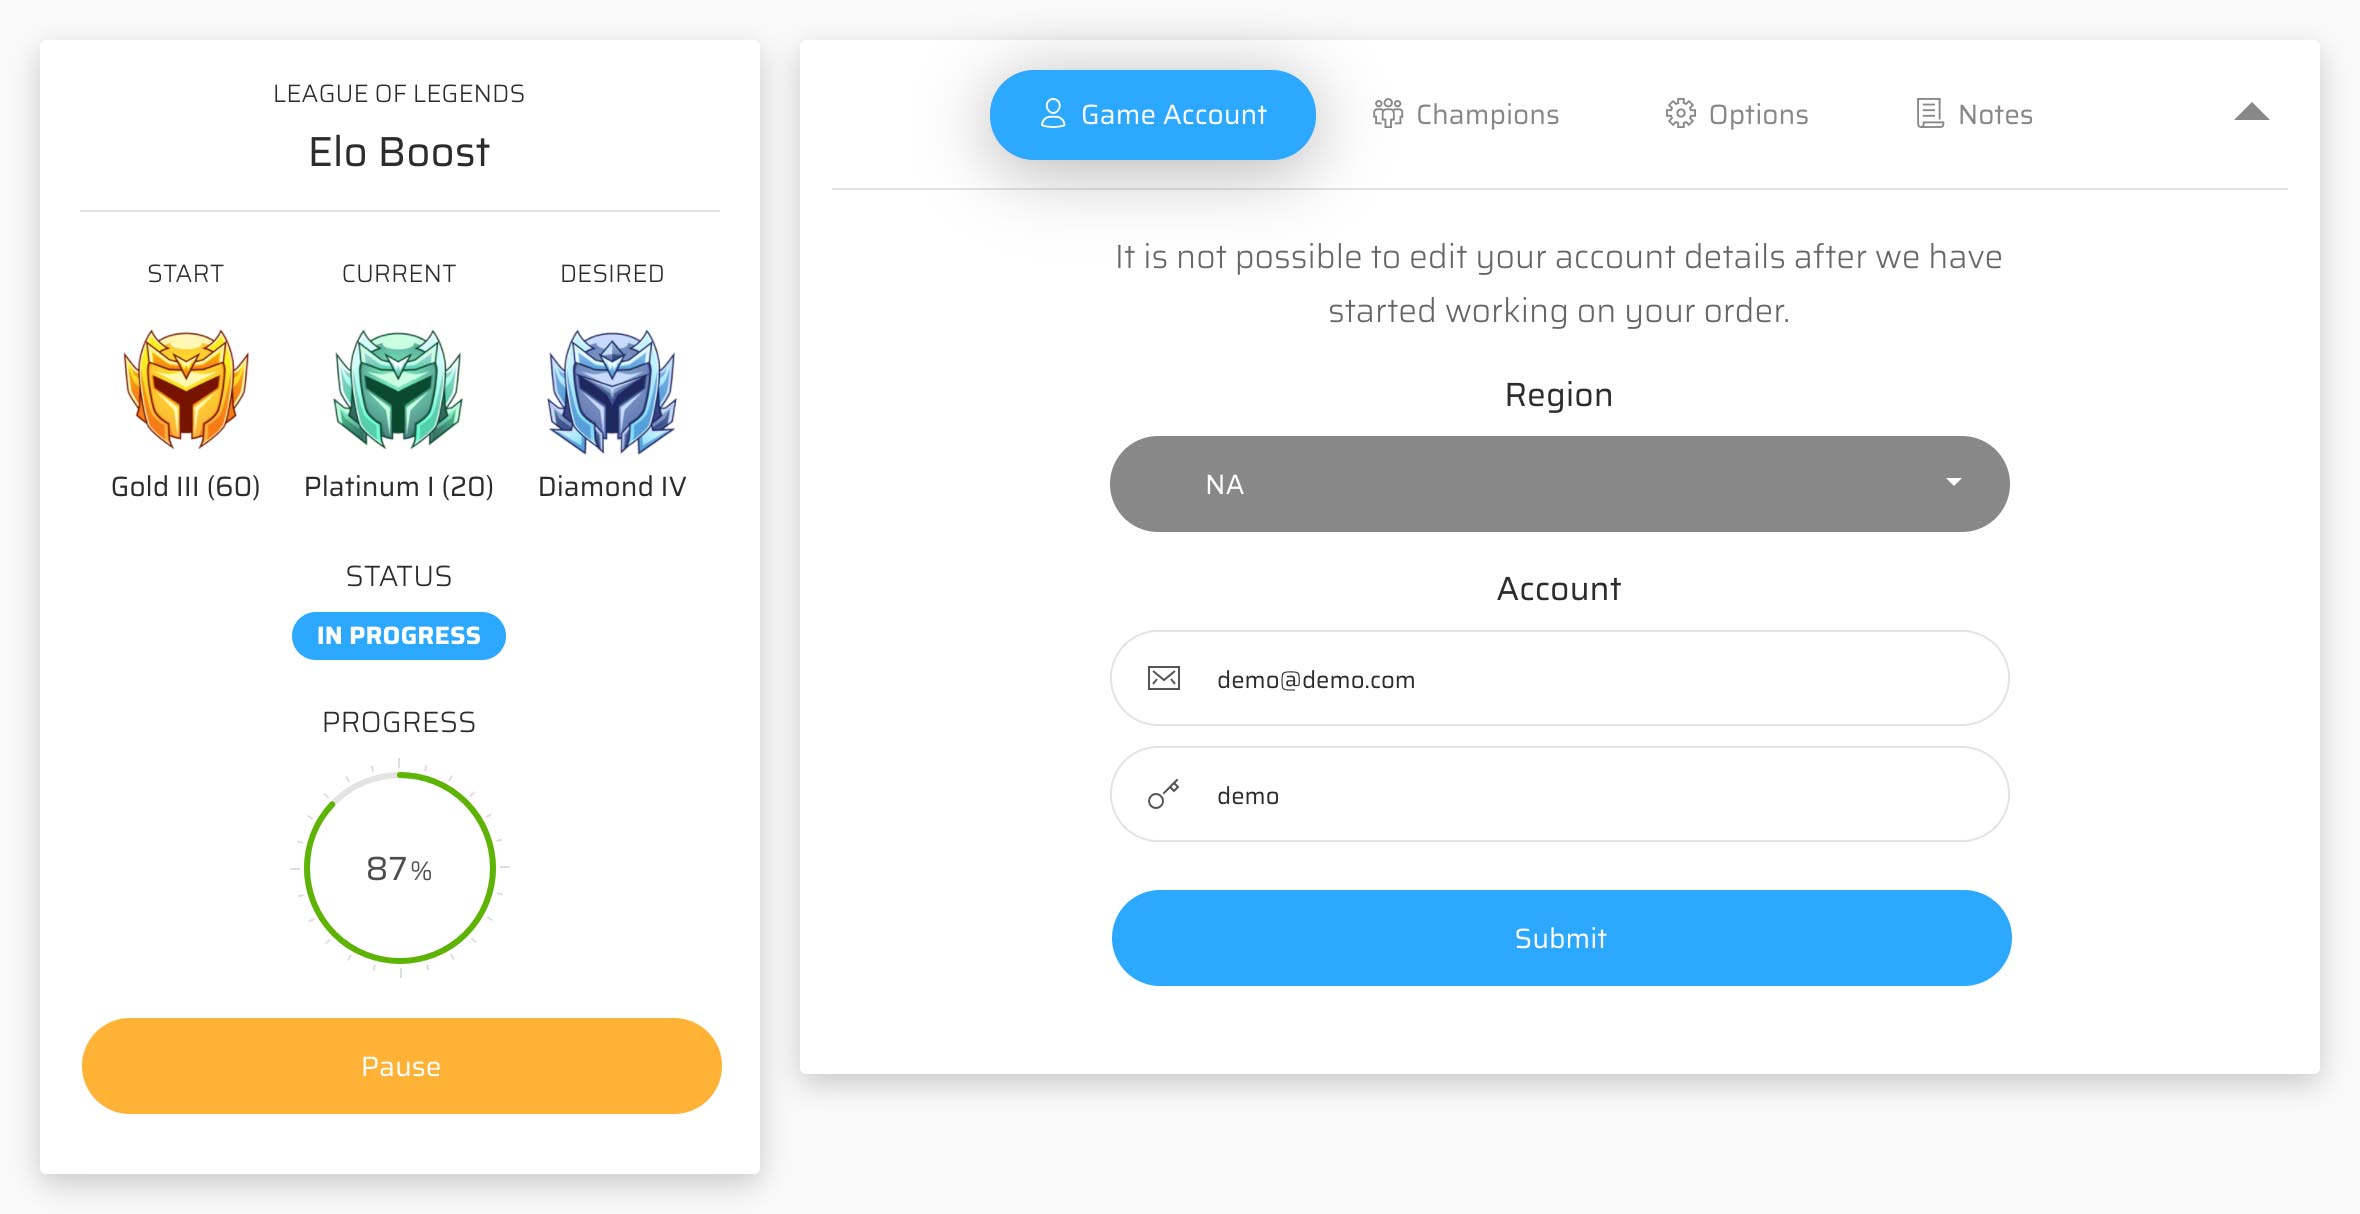 LEAGUE OF LEGENDS
Elo Boost
START CURRENT DESIRED
Gold III (60) Platinum I (20) Diamond IV
STATUS
IN PROGRESS
PROGRESS
87%
Pause
Game Account Champions Options Notes
It is not possible to edit your account details after we have
started working on your order.
Region
NA
Account
demo@demo.com
demo
Submit